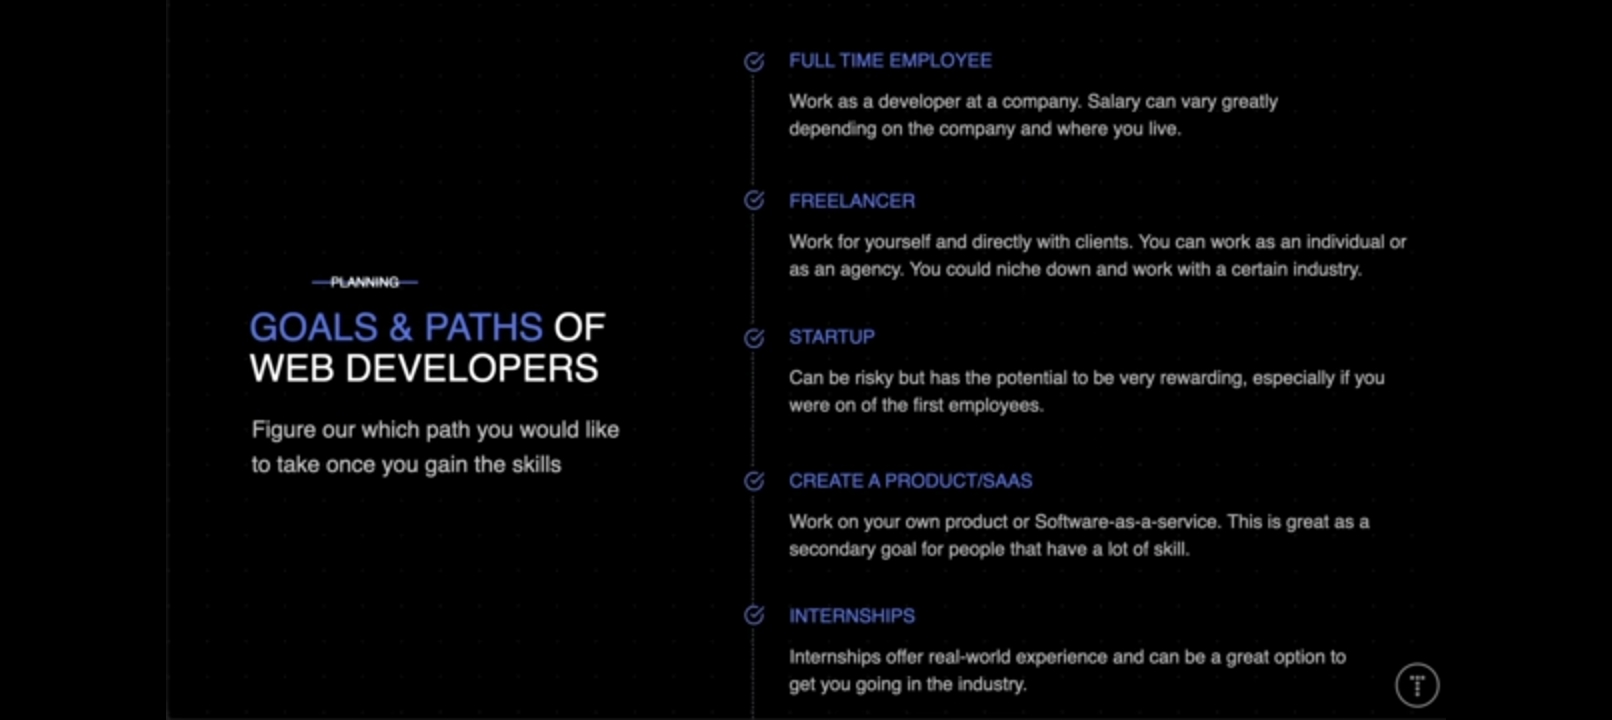 PLANNING
GOALS & PATHS OF
WEB DEVELOPERS
Figure our which path you would like
to take once you gain the skills
FULL TIME EMPLOYEE
Work as a developer at a company. Salary can vary greatly
depending on the company and where you live.
FREELANCER
Work for yourself and directly with clients. You can work as an individual or
as an agency. You could niche down and work with a certain industry.
STARTUP
Can be risky but has the potential to be very rewarding, especially if you
were on of the first employees.
CREATE A PRODUCT/SAAS
Work on your own product or Software-as-a-service. This is great as a
secondary goal for people that have a lot of skill.
INTERNSHIPS
Internships offer real-world experience and can be a great option to
get you going in the industry.
T